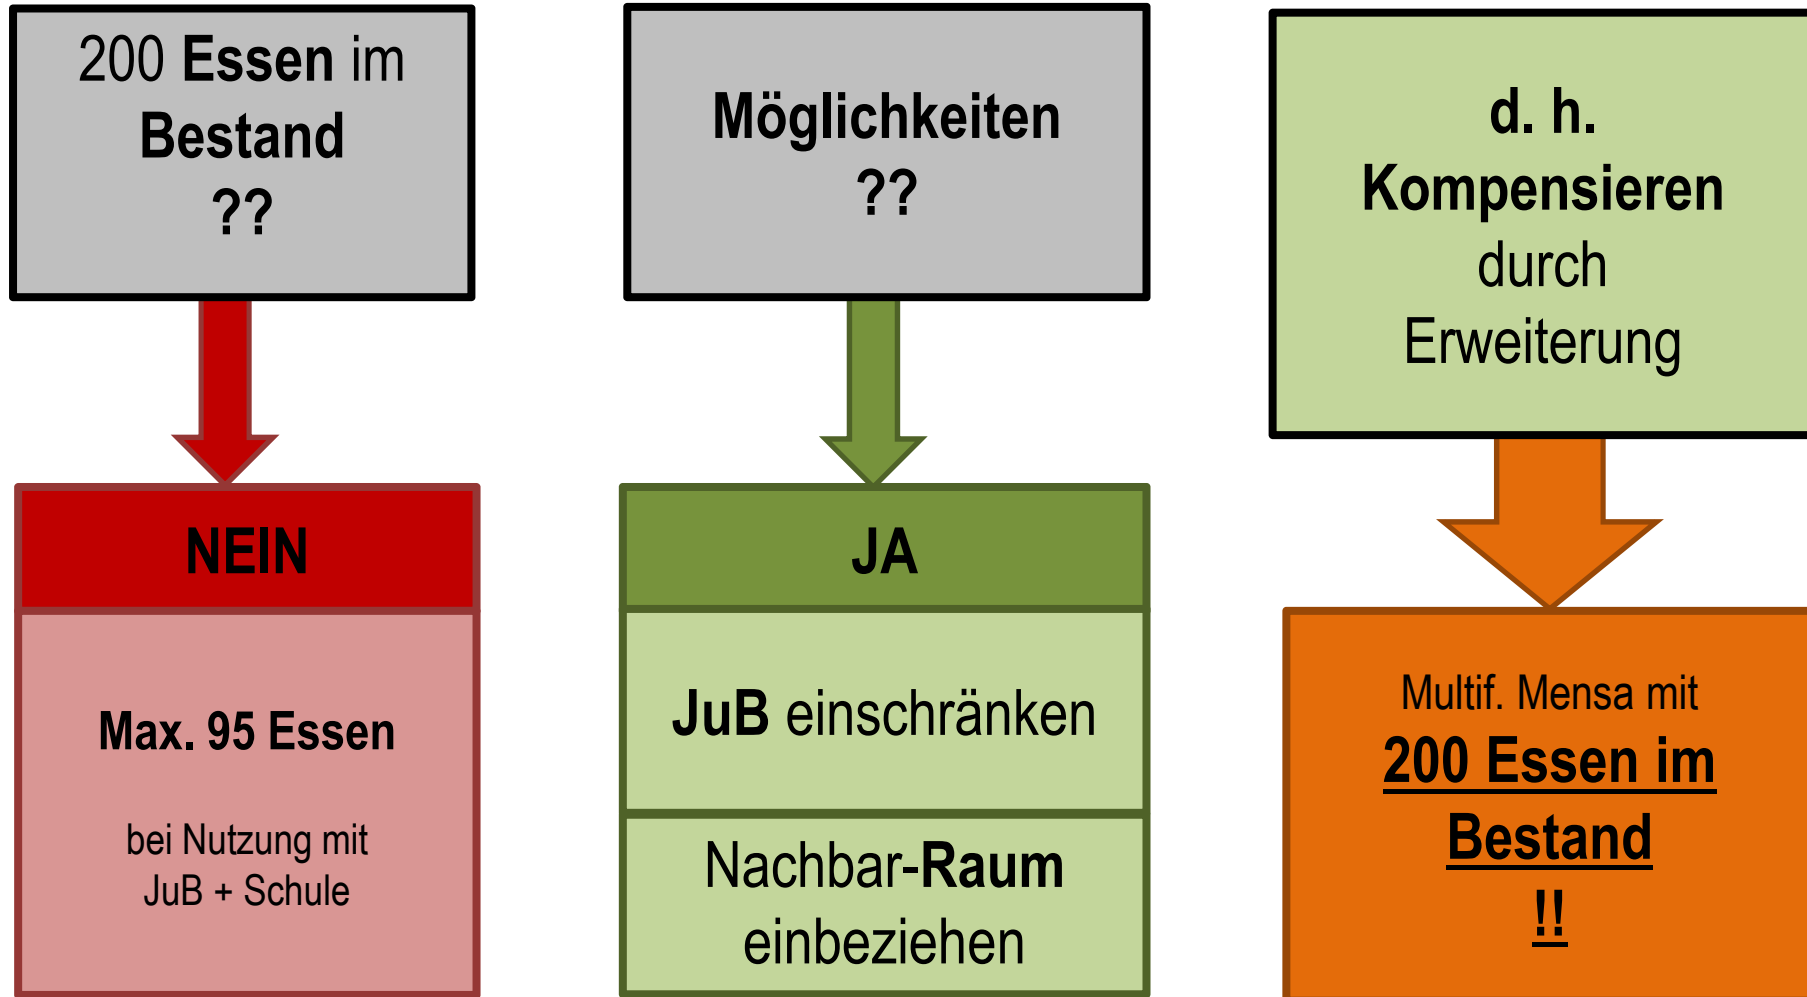 200 Essen im
Bestand
??
NEIN
Max. 95 Essen
bei Nutzung mit
JuB + Schule
Möglichkeiten
??
JA
JuB einschränken
Nachbar-Raum
einbeziehen
d. h.
Kompensieren
durch
Erweiterung
Multif. Mensa mit
200 Essen im
Bestand
!!